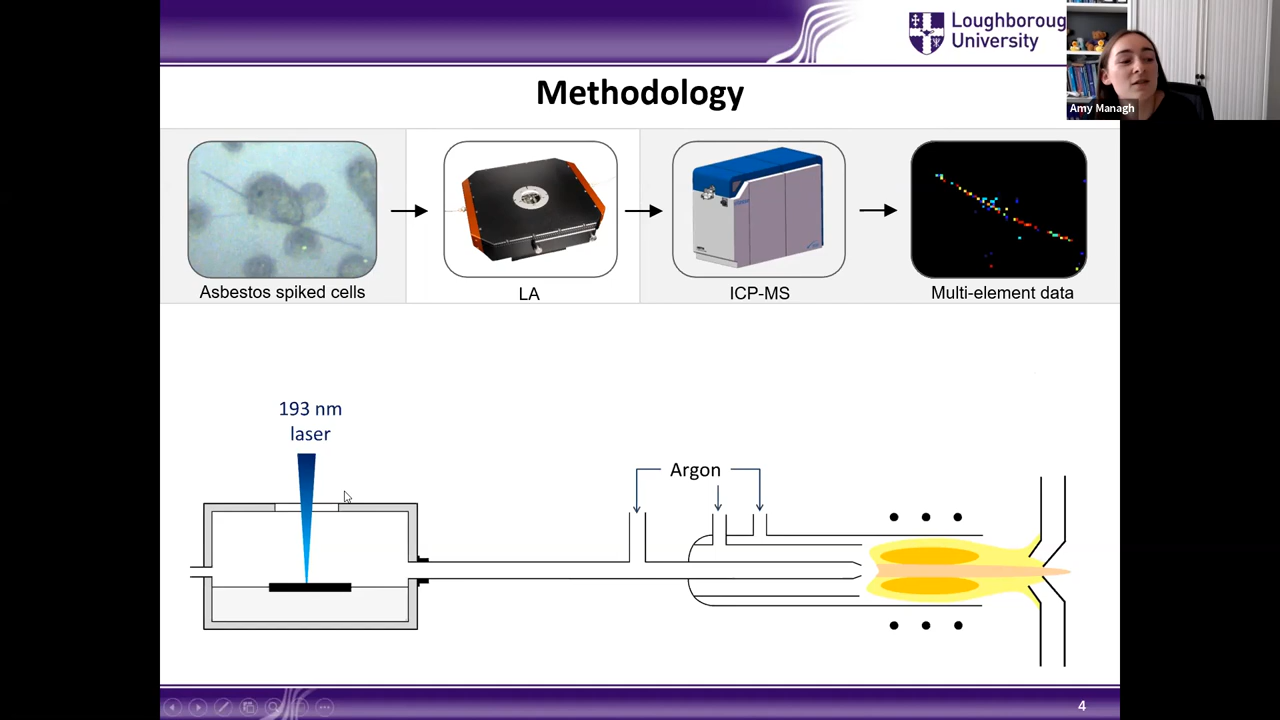 Loughboroug
University
Amy Managh
Methodology
Asbestos spiked cells
LA
ICP-MS
Multi-element data
193 nm
laser
Argon
4